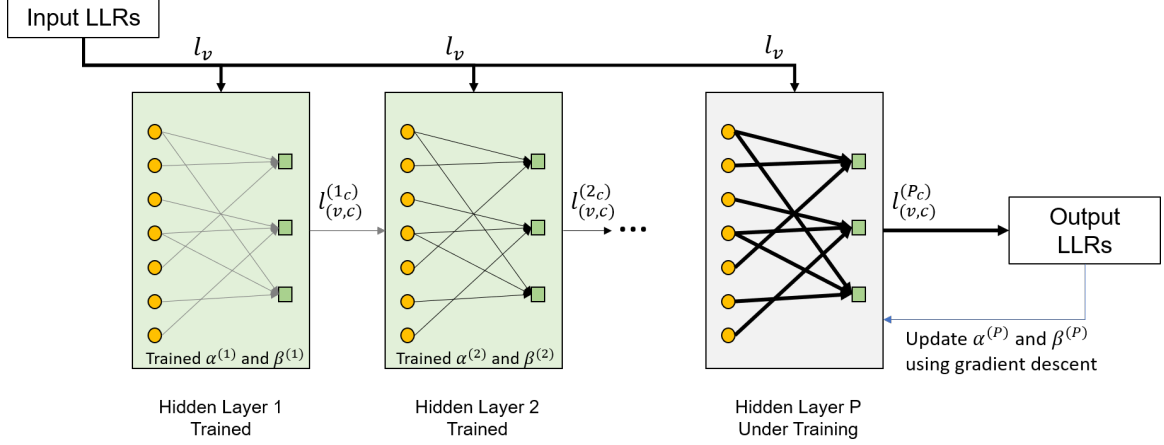 Input LLRs
l_v
l_v
l_v
l_{(v,c)}^{(1_c)}
l_{(v,c)}^{(2_c)}
•••
l_{(v,c)}^{(P_c)}
Output
LLRs
Trained α^{(1)} and β^{(1)}
Trained α^{(2)} and β^{(2)}
Update α^{(P)} and β^{(P)}
using gradient descent
Hidden Layer 1
Trained
Hidden Layer 2
Trained
Hidden Layer P
Under Training